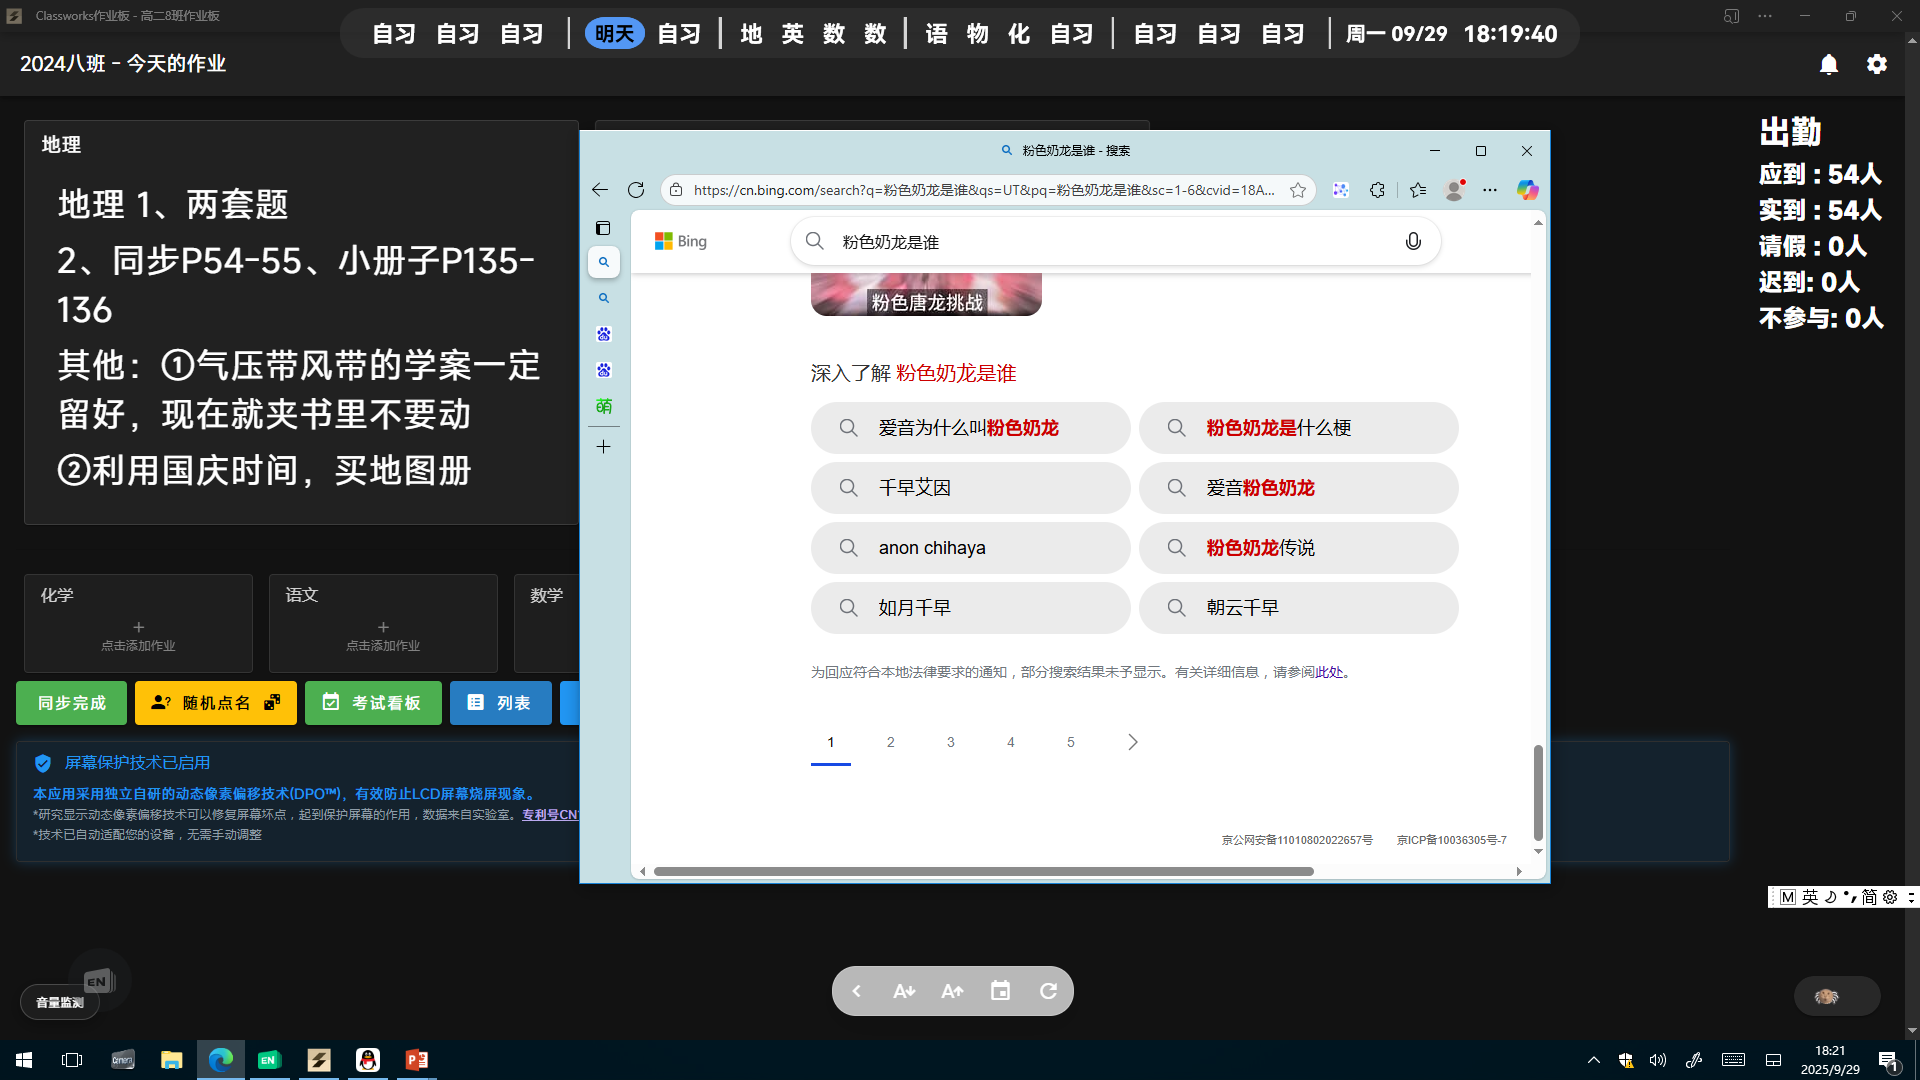 Classworks作业板 - 高二8班作业板
自习 自习 自习 | 明天 自习 | 地 英 数 数 | 语 物 化 自习 | 自习 自习 自习 | 周一 09/29 18:19:40
2024八班 - 今天的作业
地理
地理 1、两套题
2、同步P54-55、小册子P135-
136
其他：①气压带风带的学案一定
留好，现在就夹书里不要动
②利用国庆时间，买地图册
化学
点击添加作业
语文
点击添加作业
数学
同步完成
随机点名
考试看板
列表
屏幕保护技术已启用
本应用采用独立自研的动态像素偏移技术(DPO™)，有效防止LCD屏幕烧屏现象。
*研究显示动态像素偏移技术可以修复屏幕坏点，起到保护屏幕的作用，数据来自实验室。专利号CN
*技术已自动适配您的设备，无需手动调整
粉色奶龙是谁 - 搜索
https://cn.bing.com/search?q=粉色奶龙是谁&qs=UT&pq=粉色奶龙是谁&sc=1-6&cvid=18A...
萌
Bing
粉色奶龙是谁
粉色唐龙挑战
深入了解 粉色奶龙是谁
爱音为什么叫粉色奶龙
粉色奶龙是什么梗
千早艾因
爱音粉色奶龙
anon chihaya
粉色奶龙传说
如月千早
朝云千早
为回应符合本地法律要求的通知，部分搜索结果未予显示。有关详细信息，请参阅此处。
1 2 3 4 5
京公网安备11010802022657号 京ICP备10036305号-7
出勤
应到 : 54人
实到 : 54人
请假 : 0人
迟到: 0人
不参与: 0人
M 英 简
EN
音量监测
EN
18:21
2025/9/29
1